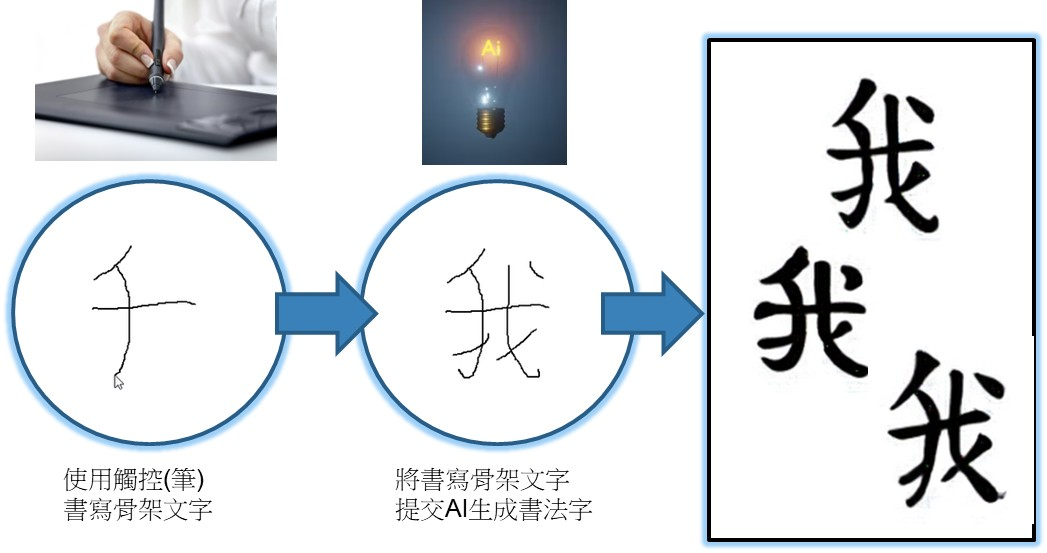 Ai
千
我
使用觸控(筆)
書寫骨架文字
將書寫骨架文字
提交AI生成書法字
我
我
我